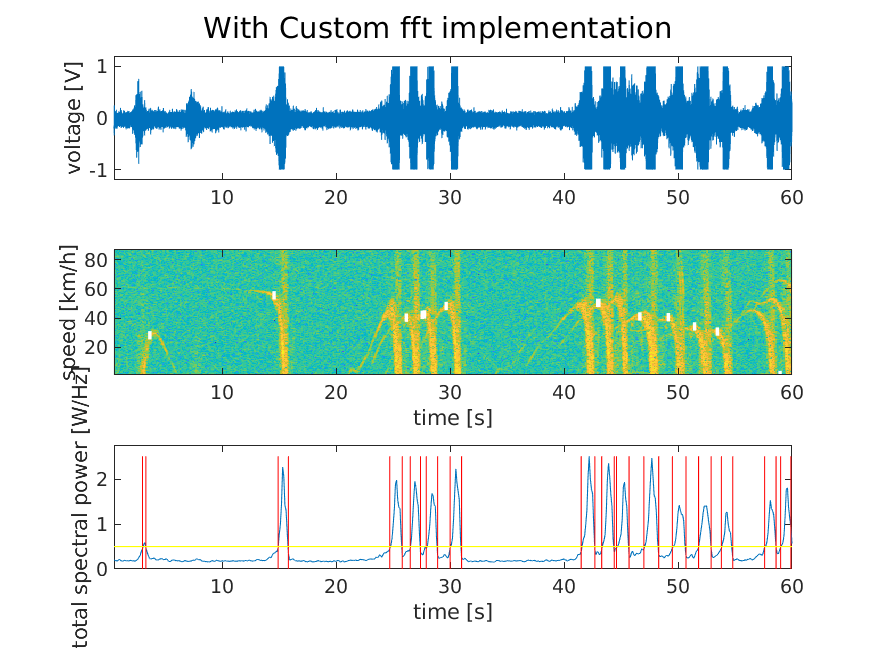 With Custom fft implementation
voltage [V]
1
0
-1
10 20 30 40 50 60
speed [km/h]
80
60
40
20
10 20 30 40 50 60
time [s]
total spectral power [W/Hz]
2
1
0
10 20 30 40 50 60
time [s]